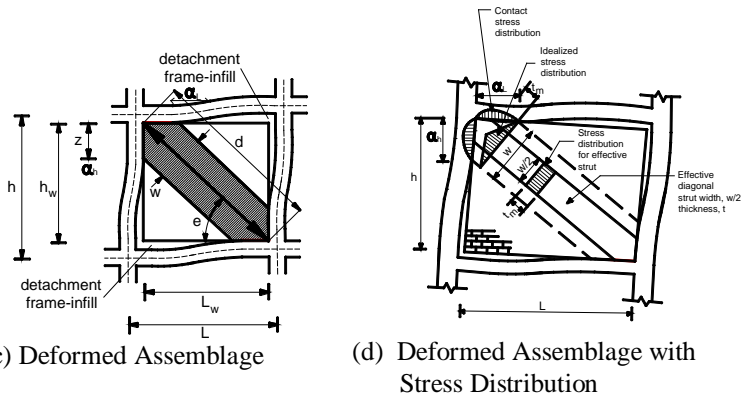 detachment
frame-infill
α_L
z
d
α_h
h
h_w
w
e
detachment
frame-infill
L_w
L
) Deformed Assemblage
Contact
stress
distribution
Idealized
stress
distribution
α_L
t_m
α_h
h
w
w/2
Stress
distribution
for effective
strut
Effective
diagonal
strut width, w/2
thickness, t
t_m
L
(d) Deformed Assemblage with
Stress Distribution